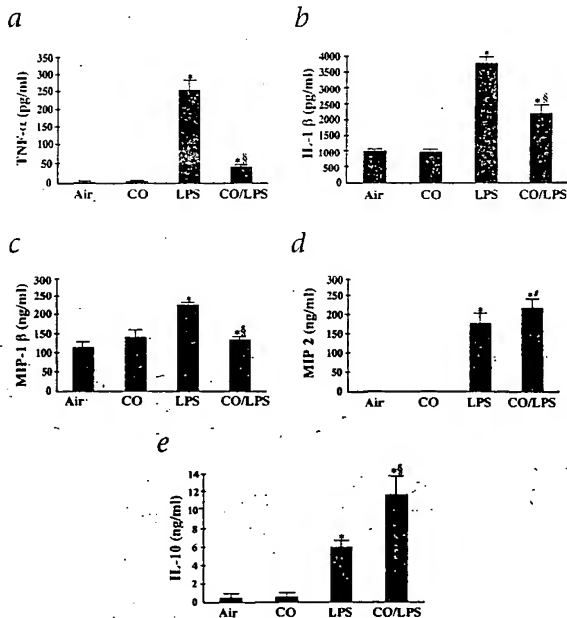 a
TNF-α (pg/ml)
350
300
250
200
150
100
50
0
*
*§
Air
CO
LPS
CO/LPS
b
IL-1 β (pg/ml)
4000
3500
3000
2500
2000
1500
1000
500
0
*
*§
Air
CO
LPS
CO/LPS
c
MIP-1 β (ng/ml)
300
250
200
150
100
50
0
*
*§
Air
CO
LPS
CO/LPS
d
MIP 2 (ng/ml)
300
250
200
150
100
50
0
*
*#
Air
CO
LPS
CO/LPS
e
IL-10 (ng/ml)
14
12
10
8
6
4
2
0
*
*§
Air
CO
LPS
CO/LPS